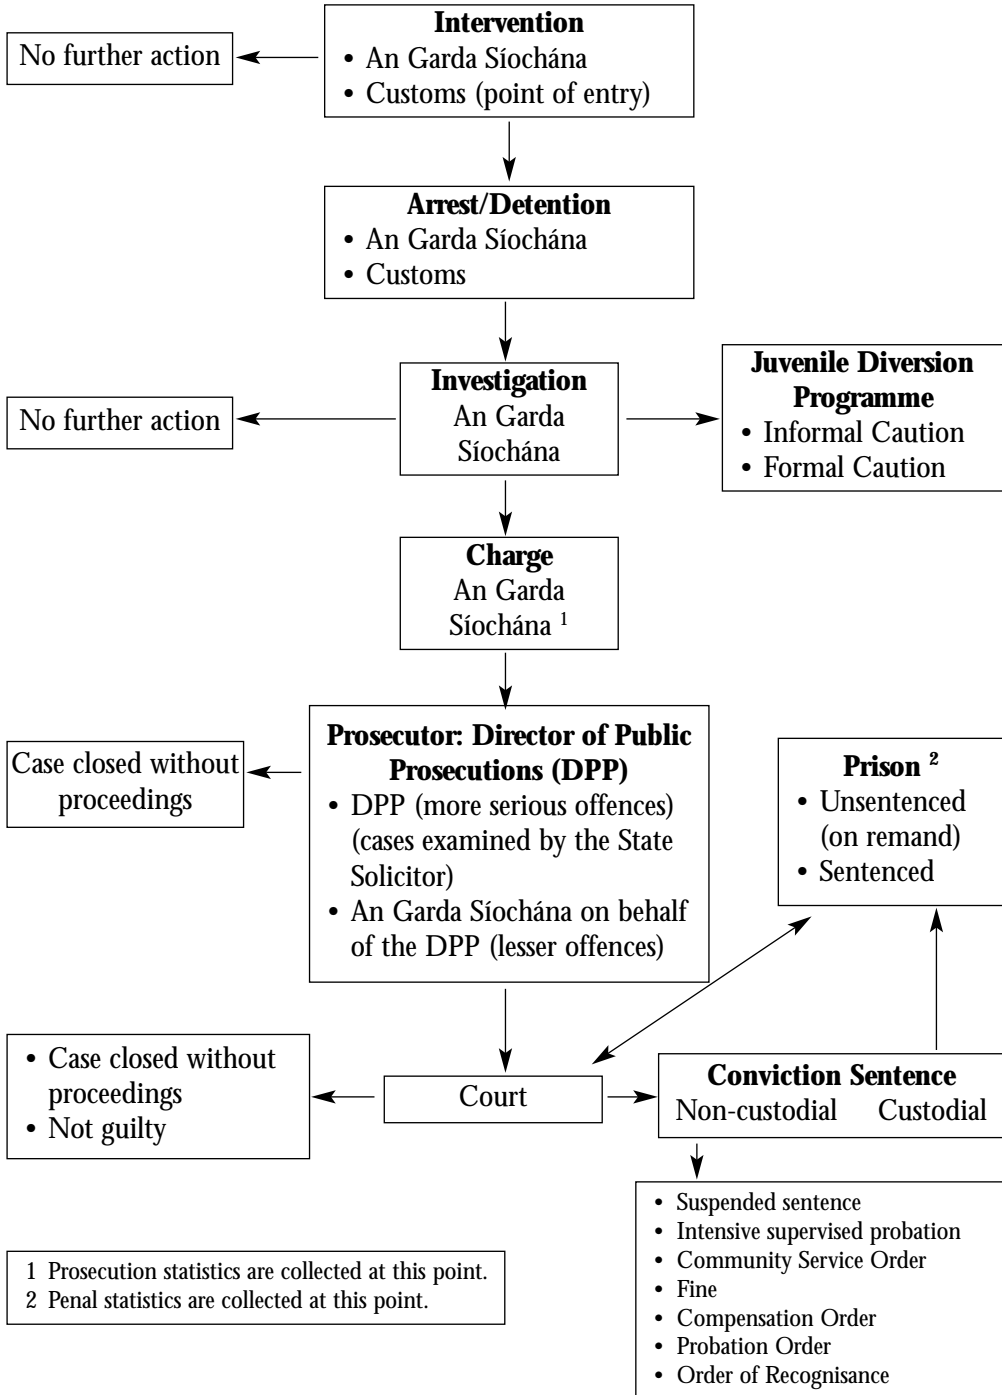 Intervention
• An Garda Síochána
• Customs (point of entry)
No further action
Arrest/Detention
• An Garda Síochána
• Customs
Investigation
An Garda
Síochána
No further action
Juvenile Diversion
Programme
• Informal Caution
• Formal Caution
Charge
An Garda
Síochána 1
Prosecutor: Director of Public
Prosecutions (DPP)
• DPP (more serious offences)
(cases examined by the State
Solicitor)
• An Garda Síochána on behalf
of the DPP (lesser offences)
Case closed without
proceedings
Prison 2
• Unsentenced
(on remand)
• Sentenced
• Case closed without
proceedings
• Not guilty
Court
Conviction Sentence
Non-custodial Custodial
• Suspended sentence
• Intensive supervised probation
• Community Service Order
• Fine
• Compensation Order
• Probation Order
• Order of Recognisance
1 Prosecution statistics are collected at this point.
2 Penal statistics are collected at this point.